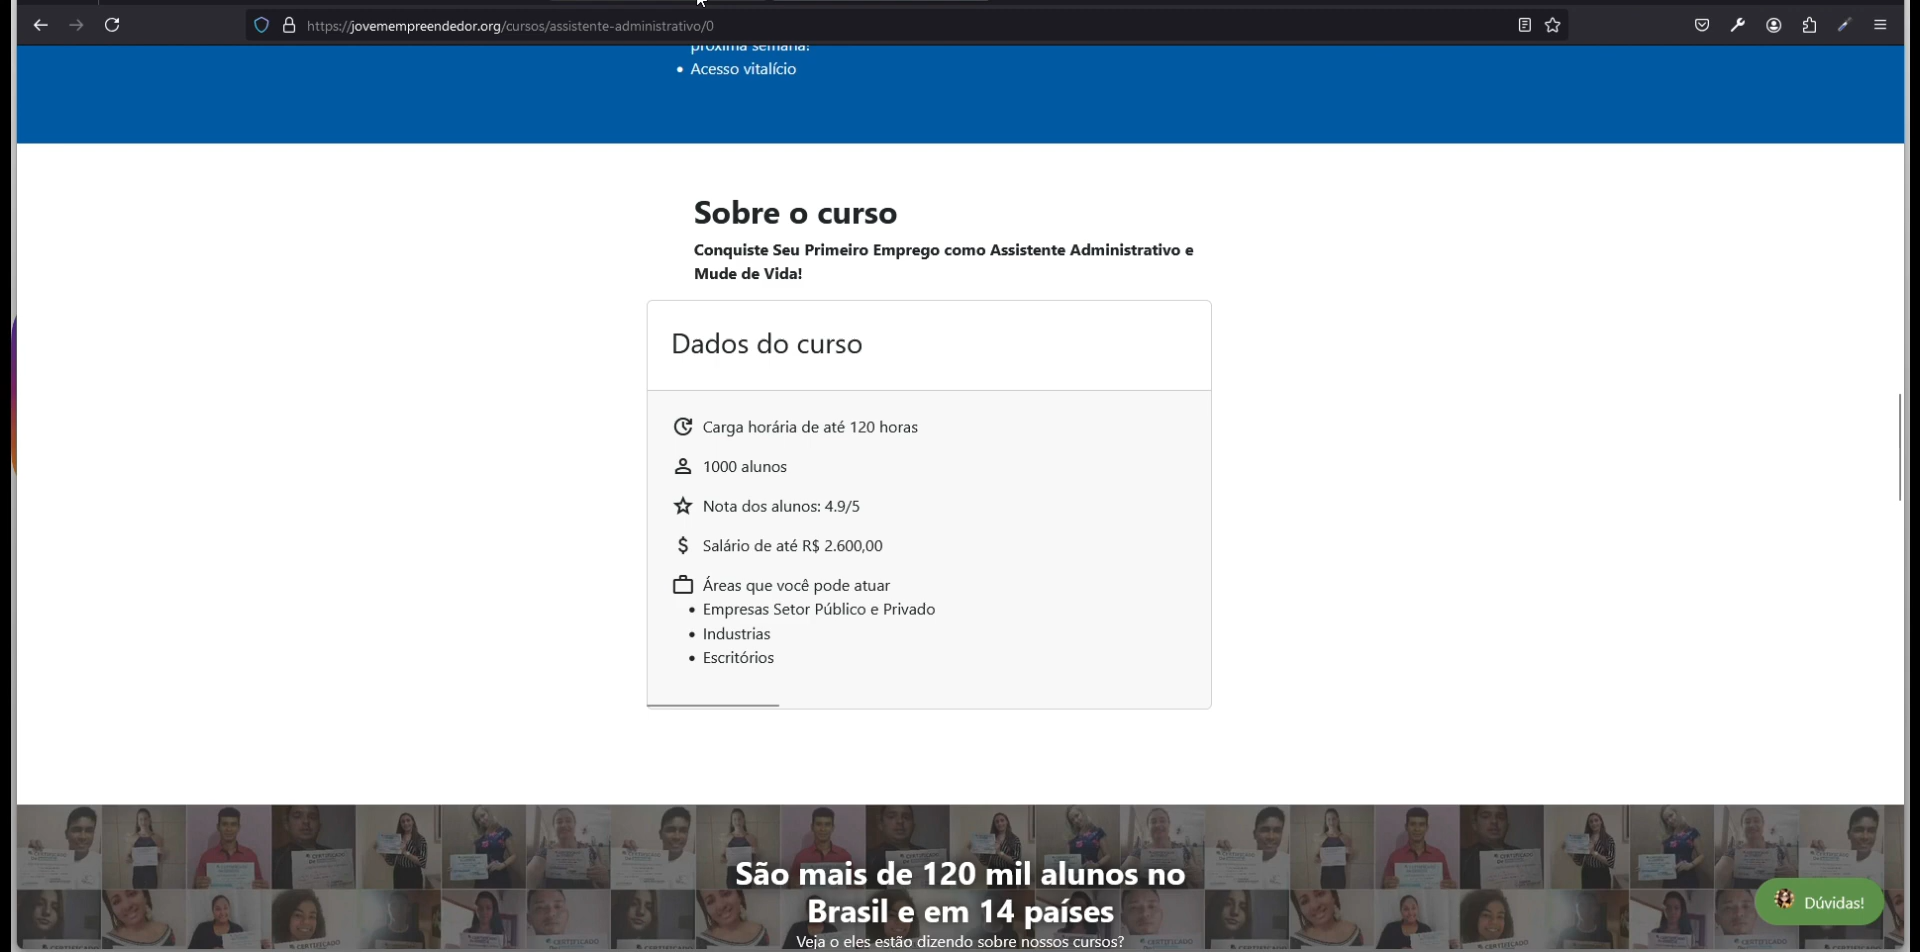 https://jovemempreendedor.org/cursos/assistente-administrativo/0
próxima semana!
• Acesso vitalício
Sobre o curso
Conquiste Seu Primeiro Emprego como Assistente Administrativo e
Mude de Vida!
Dados do curso
Carga horária de até 120 horas
1000 alunos
Nota dos alunos: 4.9/5
$ Salário de até R$ 2.600,00
Áreas que você pode atuar
• Empresas Setor Público e Privado
• Industrias
• Escritórios
São mais de 120 mil alunos no
Brasil e em 14 países
Veja o eles estão dizendo sobre nossos cursos?
Dúvidas!